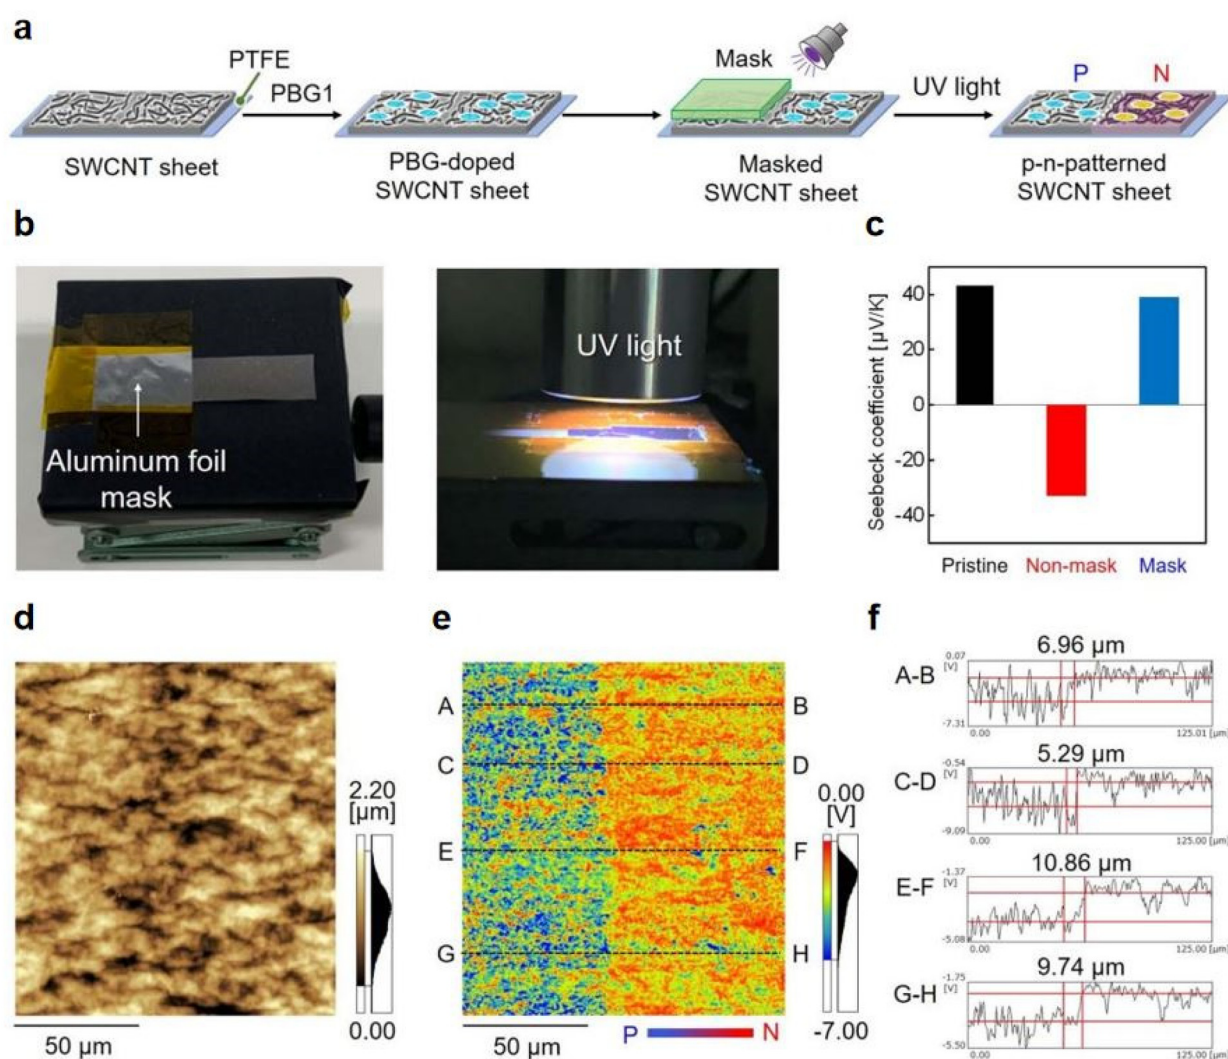 a
PTFE
PBG1
Mask
UV light
P
N
SWCNT sheet
PBG-doped
SWCNT sheet
Masked
SWCNT sheet
p-n-patterned
SWCNT sheet
b
Aluminum foil
mask
UV light
c
Seebeck coefficient [µV/K]
40
20
0
-20
-40
Pristine
Non-mask
Mask
d
2.20
[µm]
0.00
50 µm
e
A
B
C
D
E
F
G
H
0.00
[V]
-7.00
50 µm
P
N
f
6.96 µm
A-B
0.07
[V]
-7.31
0.00
125.01 [µm]
5.29 µm
C-D
-0.54
[V]
-9.09
0.00
125.00 [µm]
10.86 µm
E-F
-1.37
[V]
-5.08
0.00
125.00 [µm]
9.74 µm
G-H
-1.75
[V]
-5.50
0.00
125.00 [µm]